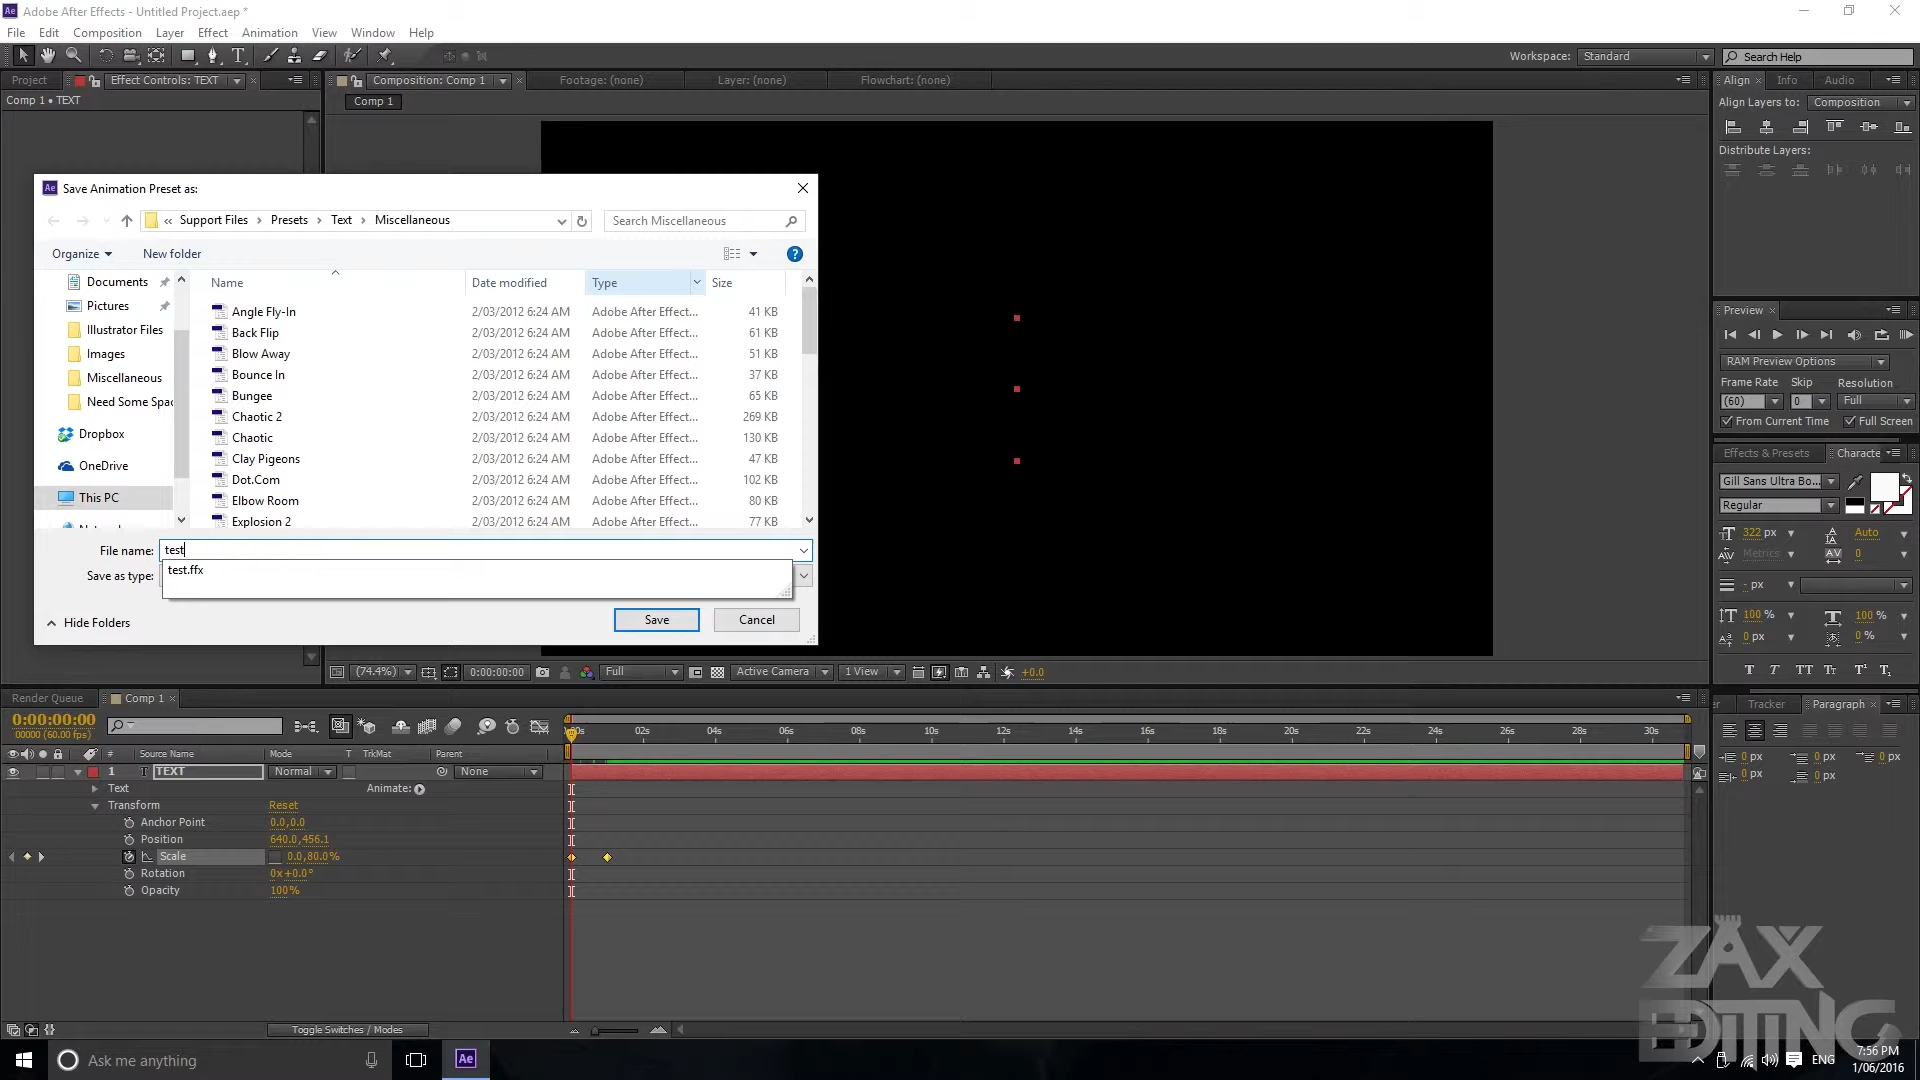 Adobe After Effects - Untitled Project.aep *
File Edit Composition Layer Effect Animation View Window Help
Workspace: Standard Search Help
Project Effect Controls: TEXT Composition: Comp 1 Footage: (none) Layer: (none) Flowchart: (none) Align Info Audio
Comp 1 • TEXT
Comp 1
Align Layers to: Composition
Distribute Layers:
Save Animation Preset as:
« Support Files > Presets > Text > Miscellaneous
Search Miscellaneous
Organize New folder
Documents
Pictures
Illustrator Files
Images
Miscellaneous
Need Some Spac
Dropbox
OneDrive
This PC
Name Date modified Type Size
Angle Fly-In 2/03/2012 6:24 AM Adobe After Effect... 41 KB
Back Flip 2/03/2012 6:24 AM Adobe After Effect... 61 KB
Blow Away 2/03/2012 6:24 AM Adobe After Effect... 51 KB
Bounce In 2/03/2012 6:24 AM Adobe After Effect... 37 KB
Bungee 2/03/2012 6:24 AM Adobe After Effect... 65 KB
Chaotic 2 2/03/2012 6:24 AM Adobe After Effect... 269 KB
Chaotic 2/03/2012 6:24 AM Adobe After Effect... 130 KB
Clay Pigeons 2/03/2012 6:24 AM Adobe After Effect... 47 KB
Dot.Com 2/03/2012 6:24 AM Adobe After Effect... 102 KB
Elbow Room 2/03/2012 6:24 AM Adobe After Effect... 80 KB
Explosion 2 2/03/2012 6:24 AM Adobe After Effect... 77 KB
File name: test
test.ffx
Save as type:
Hide Folders
Save Cancel
Preview
RAM Preview Options
Frame Rate Skip Resolution
(60) 0 Full
From Current Time Full Screen
Effects & Presets Characte
Gill Sans Ultra Bo...
Regular
322 px Auto
Metrics 0
- px
100 % 100 %
0 px 0 %
T T TT Tt T¹ T₁
(74.4%) 0:00:00:00 Full Active Camera 1 View +0.0
Render Queue Comp 1
Tracker Paragraph
0:00:00:00
00000 (60.00 fps)
0s 02s 04s 06s 08s 10s 12s 14s 16s 18s 20s 22s 24s 26s 28s 30s
# Source Name Mode T TrkMat Parent
1 T TEXT Normal None
Text Animate:
Transform Reset
Anchor Point 0.0,0.0
Position 640.0,456.1
Scale 0.0,80.0%
Rotation 0x+0.0°
Opacity 100%
0 px 0 px 0 px
0 px 0 px
Toggle Switches / Modes
ZAX
EDITING
Ask me anything
Ae
ENG
7:56 PM
1/06/2016